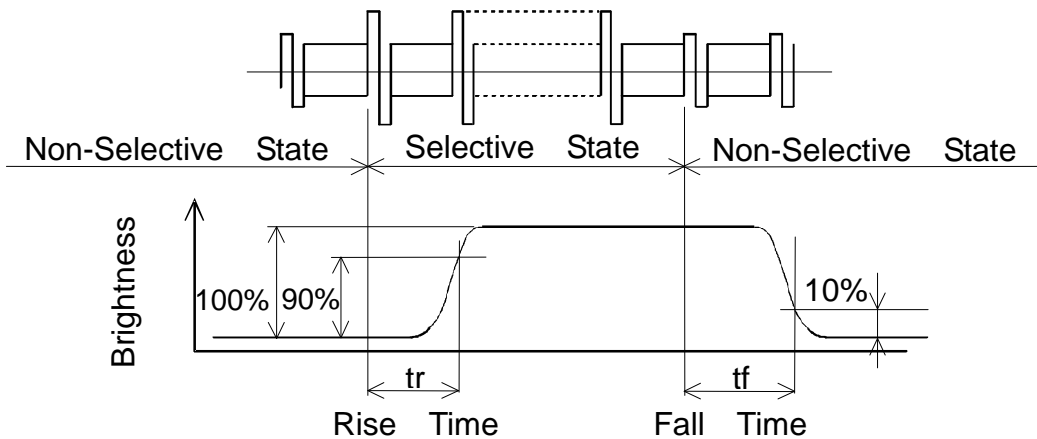 Non-Selective State Selective State Non-Selective State
Brightness
100% 90% 10%
tr tf
Rise Time Fall Time